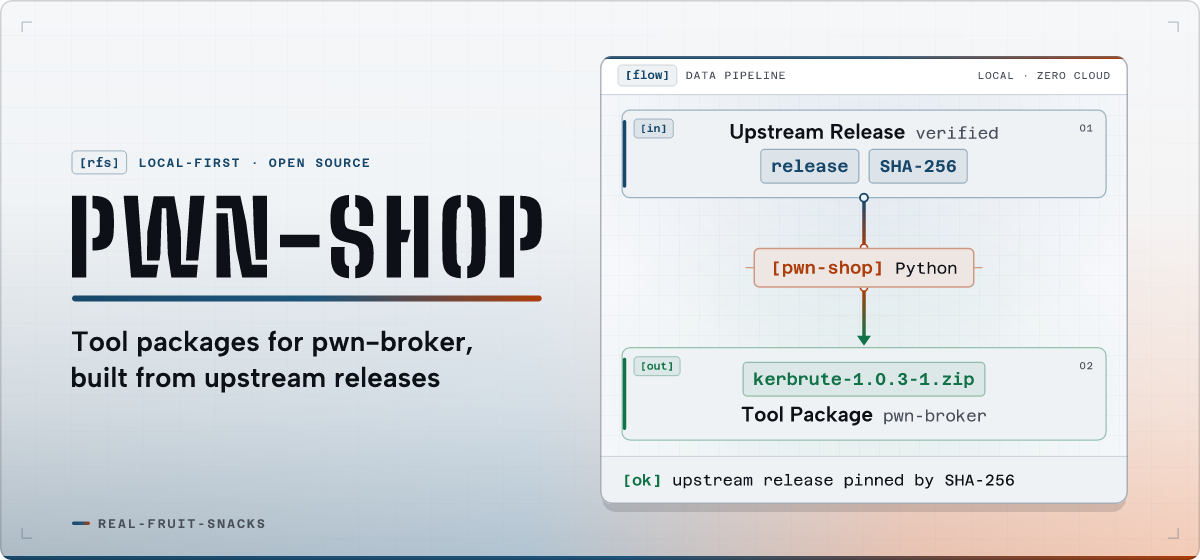 [rfs] LOCAL-FIRST · OPEN SOURCE
PWN-SHOP
Tool packages for pwn-broker,
built from upstream releases
REAL-FRUIT-SNACKS
[flow] DATA PIPELINE
LOCAL · ZERO CLOUD
[in]
Upstream Release verified
01
release SHA-256
[pwn-shop] Python
[out]
kerbrute-1.0.3-1.zip
02
Tool Package pwn-broker
[ok] upstream release pinned by SHA-256